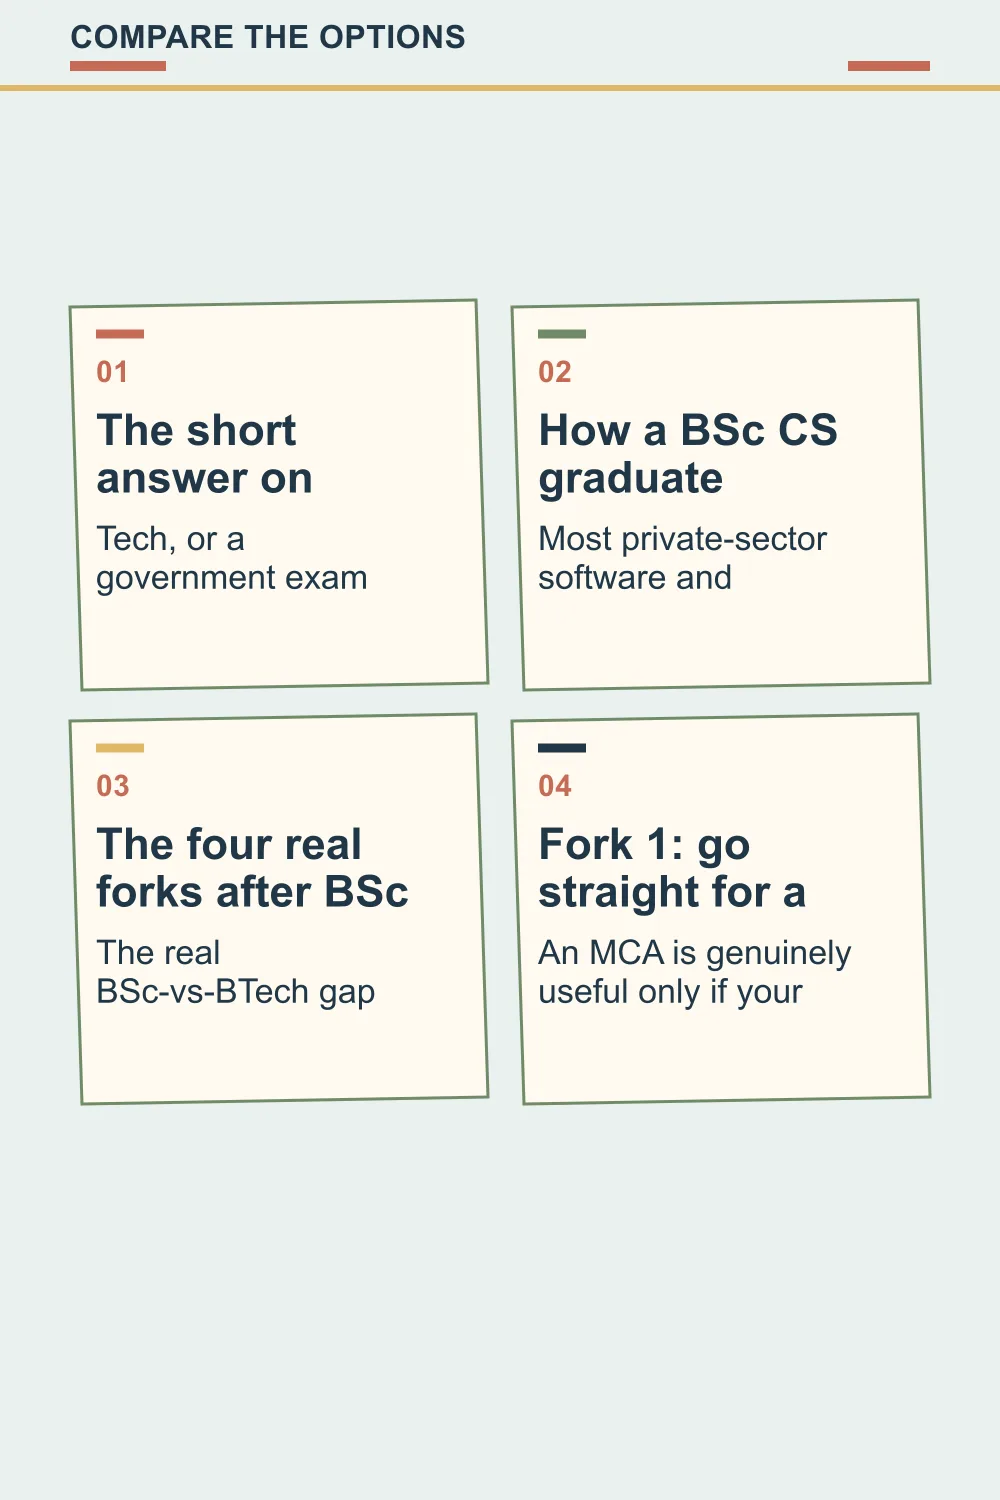 COMPARE THE OPTIONS
01
The short
answer on
Tech, or a
government exam
02
How a BSc CS
graduate
Most private-sector
software and
03
The four real
forks after BSc
The real
BSc-vs-BTech gap
04
Fork 1: go
straight for a
An MCA is genuinely
useful only if your